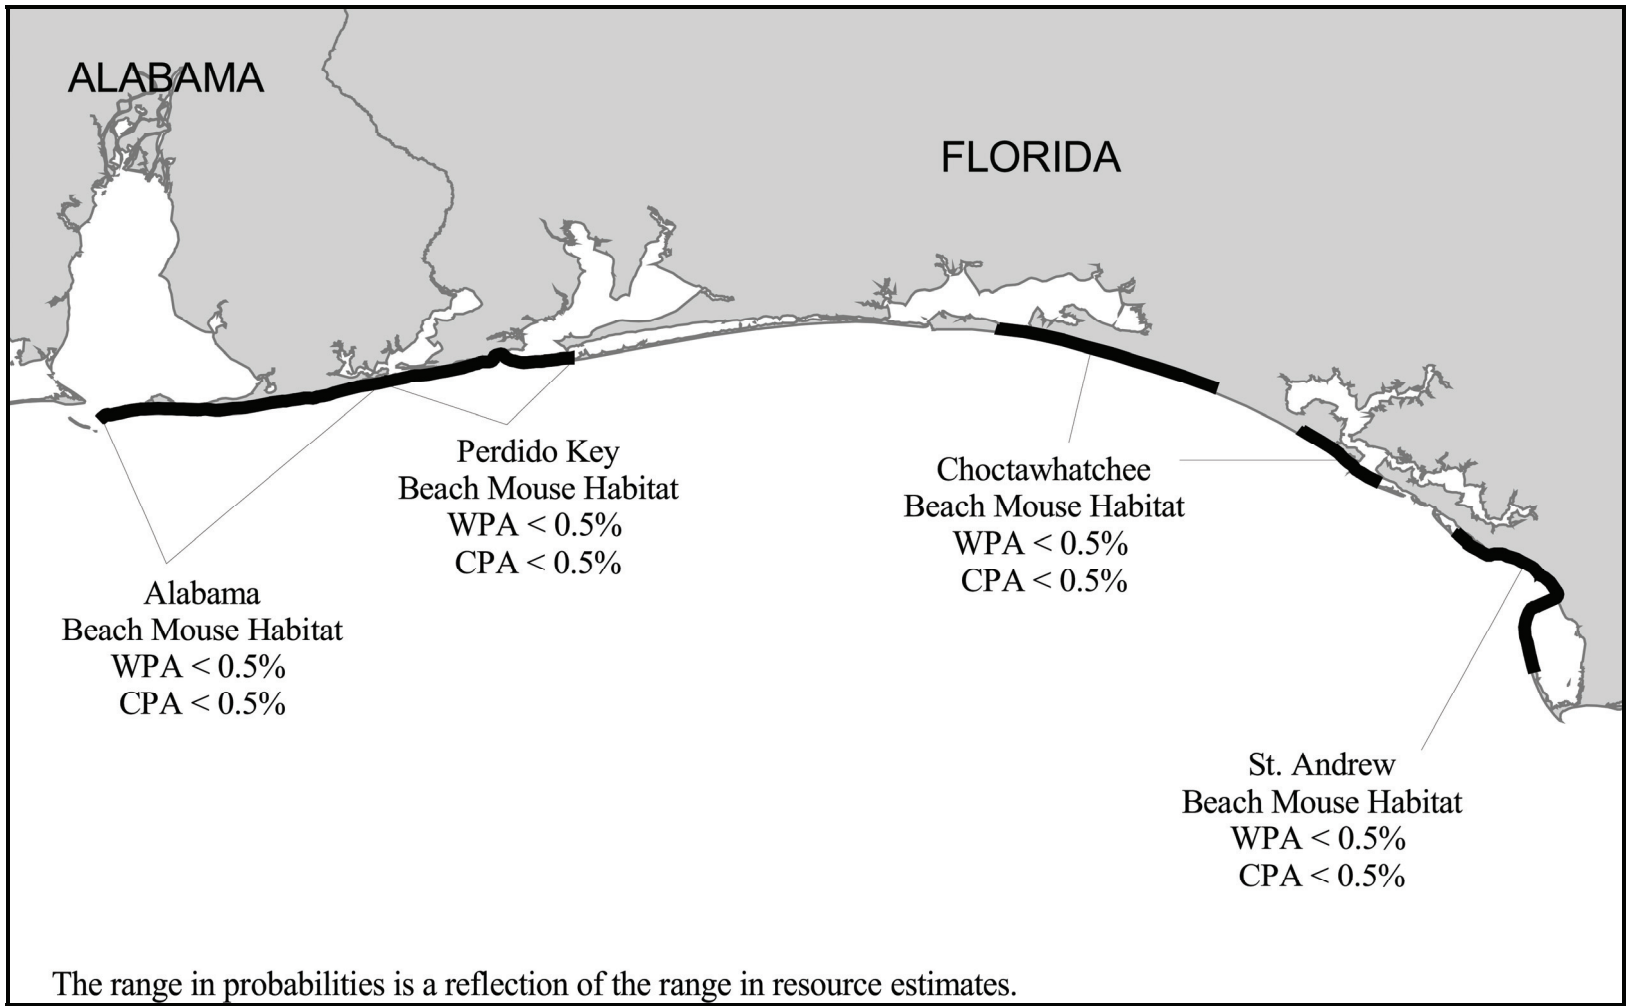 ALABAMA
FLORIDA
Perdido Key
Beach Mouse Habitat
WPA < 0.5%
CPA < 0.5%
Choctawhatchee
Beach Mouse Habitat
WPA < 0.5%
CPA < 0.5%
Alabama
Beach Mouse Habitat
WPA < 0.5%
CPA < 0.5%
St. Andrew
Beach Mouse Habitat
WPA < 0.5%
CPA < 0.5%
The range in probabilities is a reflection of the range in resource estimates.